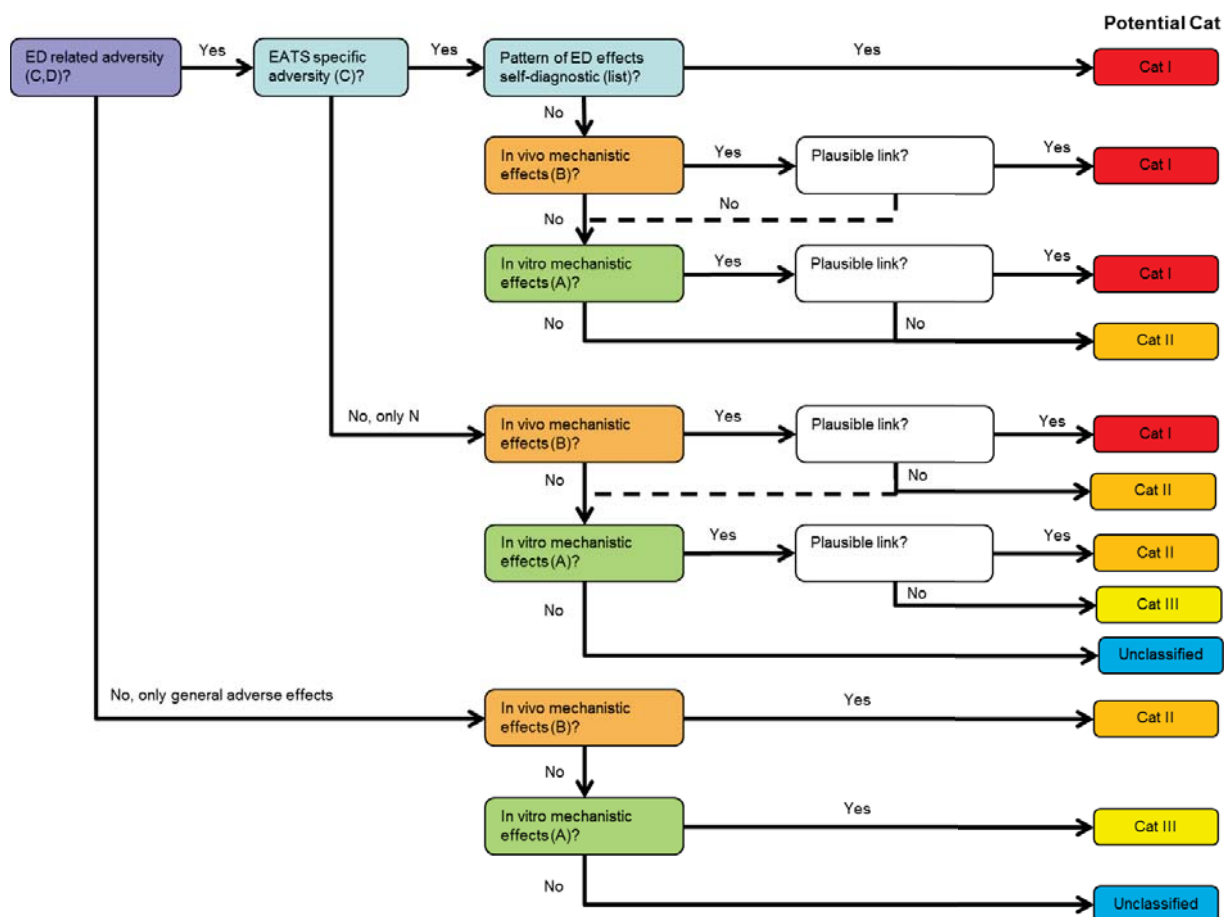 Potential Cat
ED related adversity
(C,D)?
Yes
EATS specific
adversity (C)?
Yes
Pattern of ED effects
self-diagnostic (list)?
Yes
Cat I
No
In vivo mechanistic
effects (B)?
Yes
Plausible link?
Yes
Cat I
No
No
In vitro mechanistic
effects (A)?
Yes
Plausible link?
Yes
Cat I
No
No
Cat II
No, only N
In vivo mechanistic
effects (B)?
Yes
Plausible link?
Yes
Cat I
No
No
Cat II
In vitro mechanistic
effects (A)?
Yes
Plausible link?
Yes
Cat II
No
No
Cat III
Unclassified
No, only general adverse effects
In vivo mechanistic
effects (B)?
Yes
Cat II
No
In vitro mechanistic
effects (A)?
Yes
Cat III
No
Unclassified